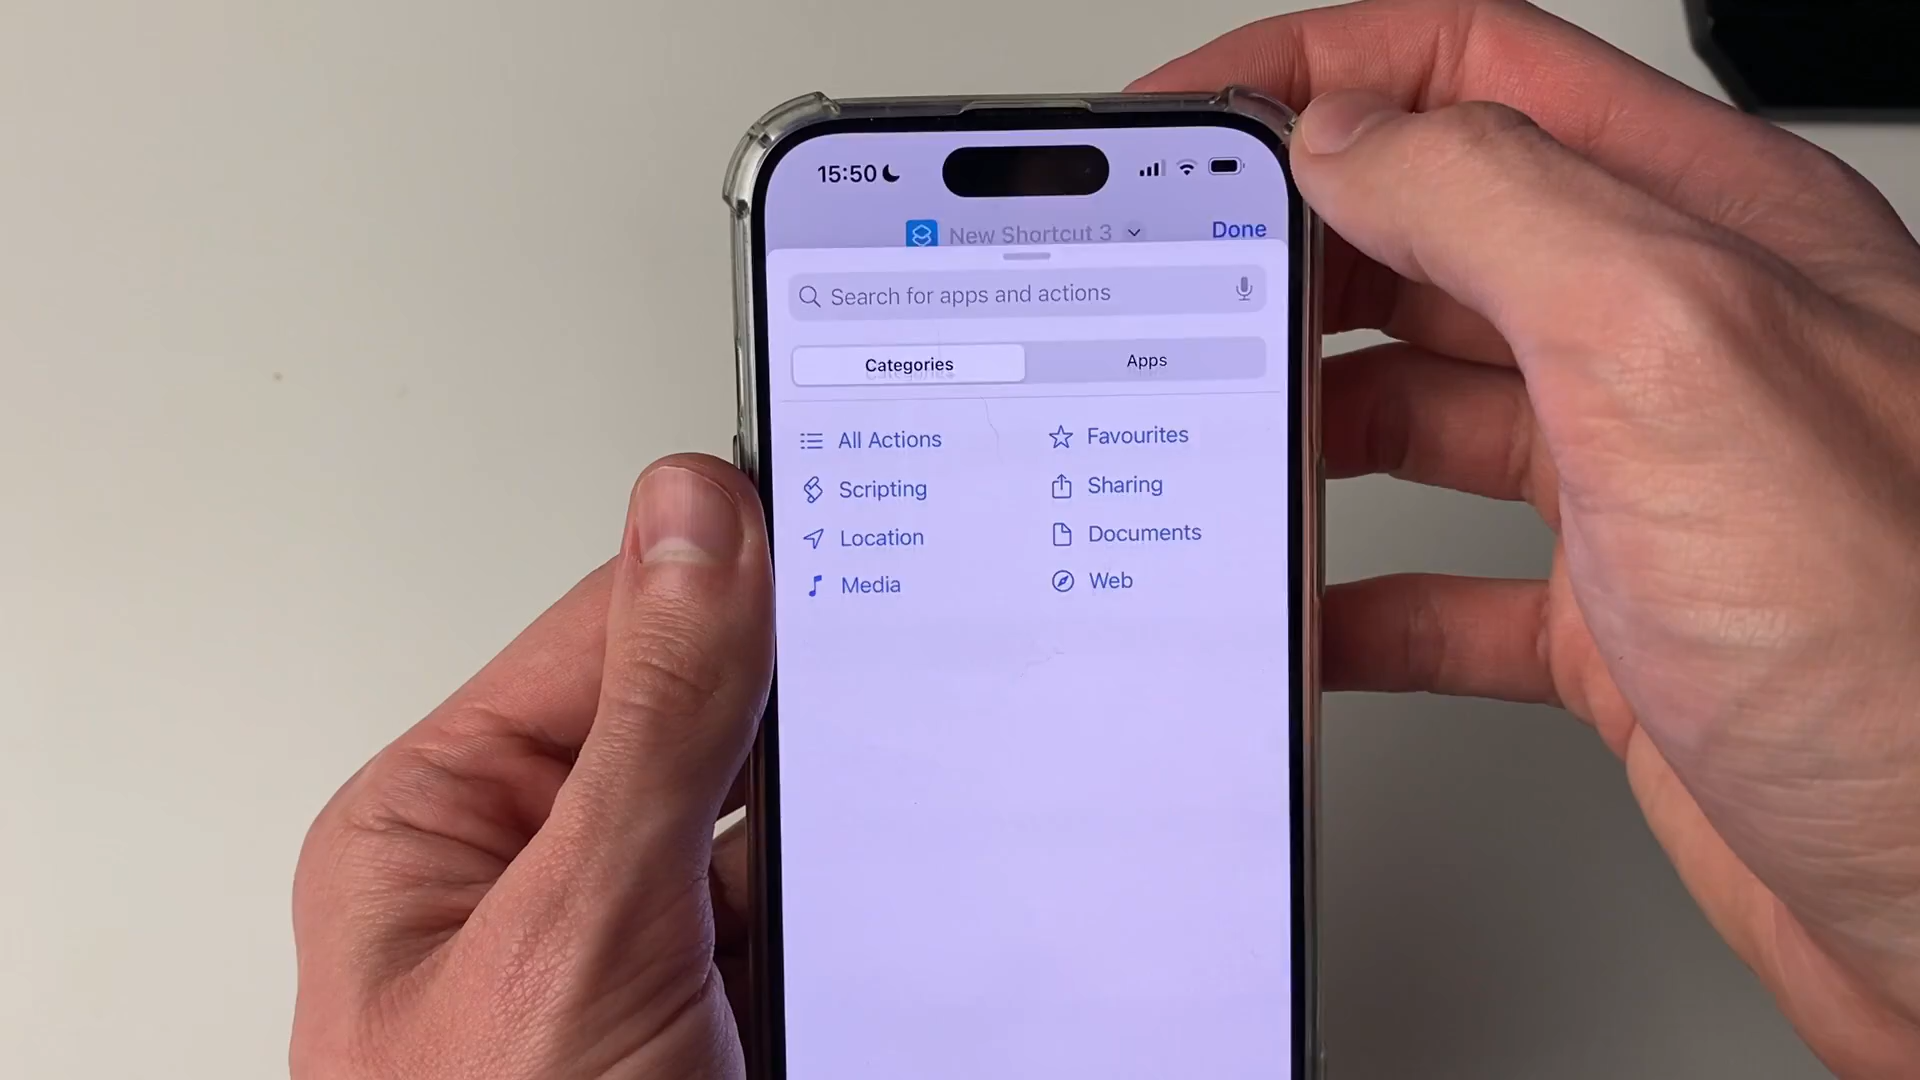 15:50
New Shortcut 3
Done
Search for apps and actions
Categories
Apps
All Actions
Favourites
Scripting
Sharing
Location
Documents
Media
Web